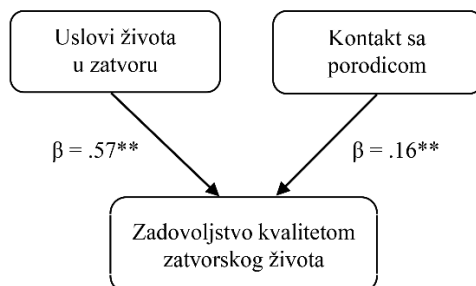 Uslovi života
u zatvoru
Kontakt sa
porodicom
β = .57**
β = .16**
Zadovoljstvo kvalitetom
zatvorskog života